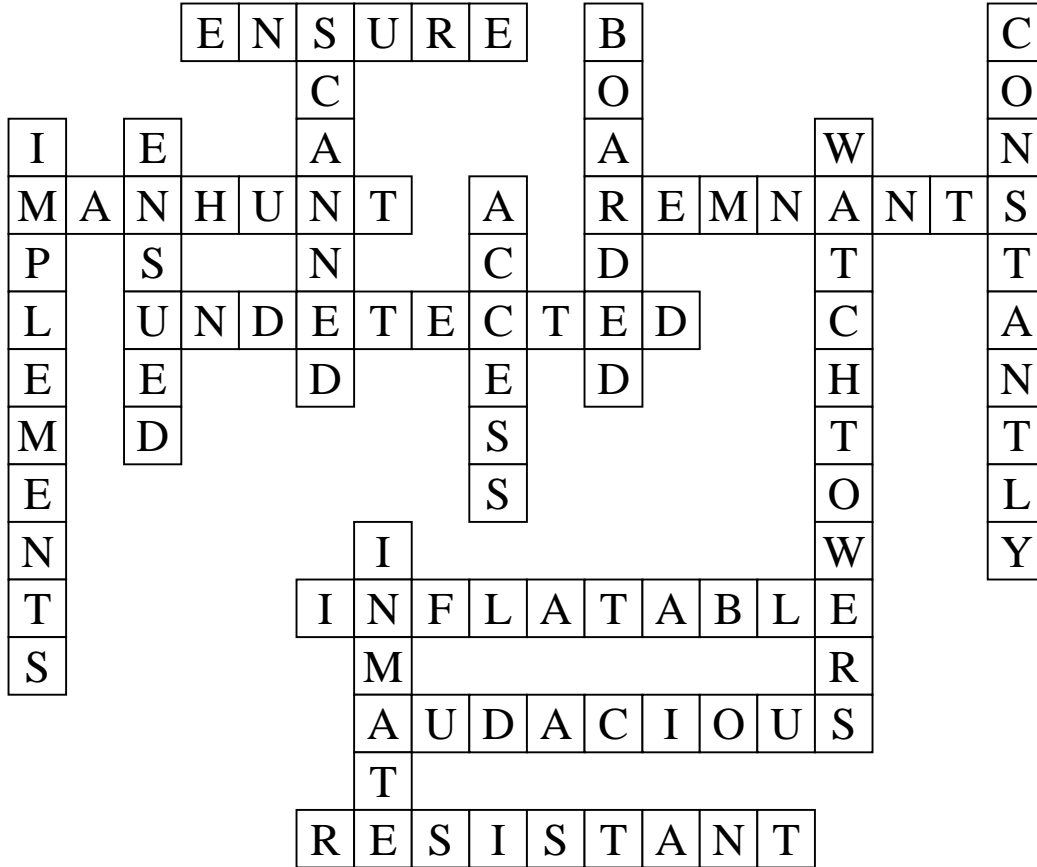 ENSURE
SCANNED
BOARDED
CONSTANTLY
IMPLEMENTS
ENSUED
WATCHTOWERS
MANHUNT
ACCESS
REMNANTS
UNDETECTED
INMATE
INFLATABLE
AUDACIOUS
RESISTANT